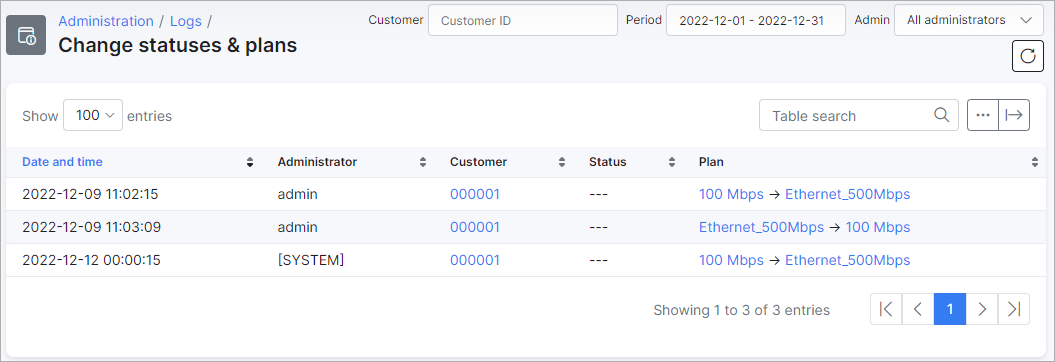 Administration / Logs /
Change statuses & plans
Customer Customer ID Period 2022-12-01 - 2022-12-31 Admin All administrators
Show 100 entries Table search
Date and time Administrator Customer Status Plan
2022-12-09 11:02:15 admin 000001 --- 100 Mbps → Ethernet_500Mbps
2022-12-09 11:03:09 admin 000001 --- Ethernet_500Mbps → 100 Mbps
2022-12-12 00:00:15 [SYSTEM] 000001 --- 100 Mbps → Ethernet_500Mbps
Showing 1 to 3 of 3 entries 1